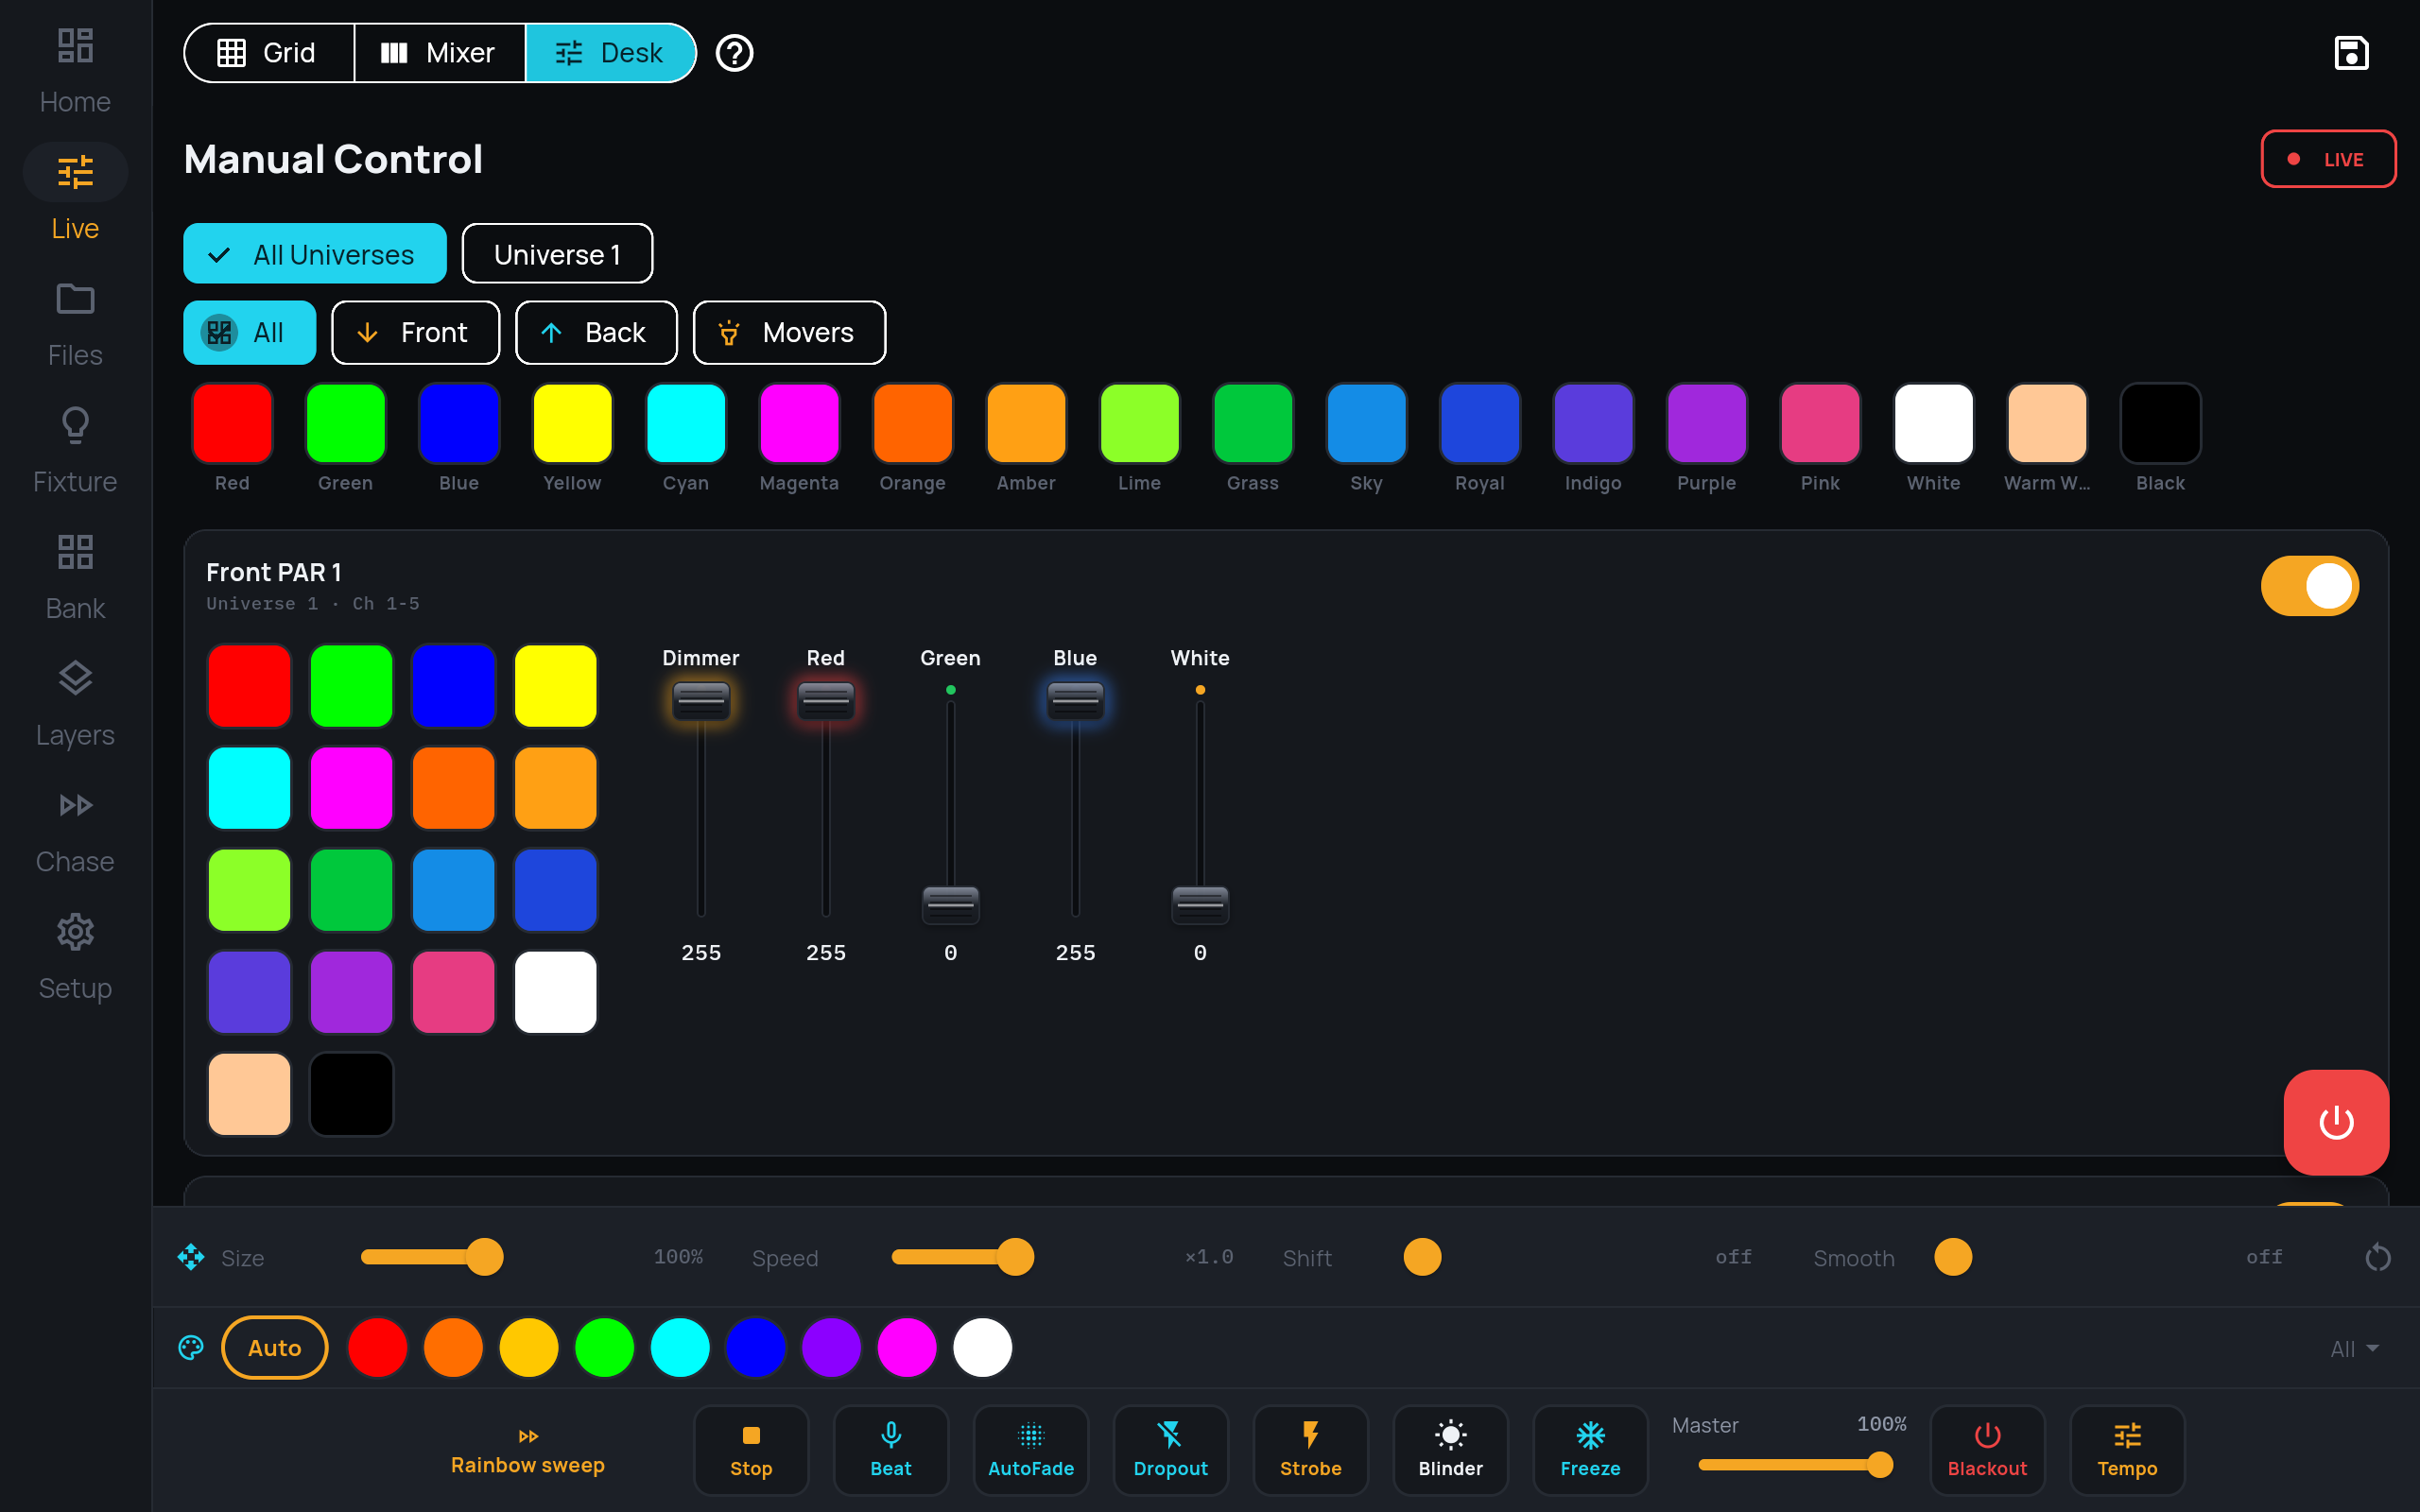 Home
Live
Files
Fixture
Bank
Layers
Chase
Setup
Grid Mixer Desk
Manual Control
LIVE
All Universes Universe 1
All Front Back Movers
Red Green Blue Yellow Cyan Magenta Orange Amber Lime Grass Sky Royal Indigo Purple Pink White Warm W... Black
Front PAR 1
Universe 1 · Ch 1-5
Dimmer Red Green Blue White
255 255 0 255 0
Size 100% Speed ×1.0 Shift off Smooth off
Auto All
Rainbow sweep Stop Beat AutoFade Dropout Strobe Blinder Freeze Master 100% Blackout Tempo